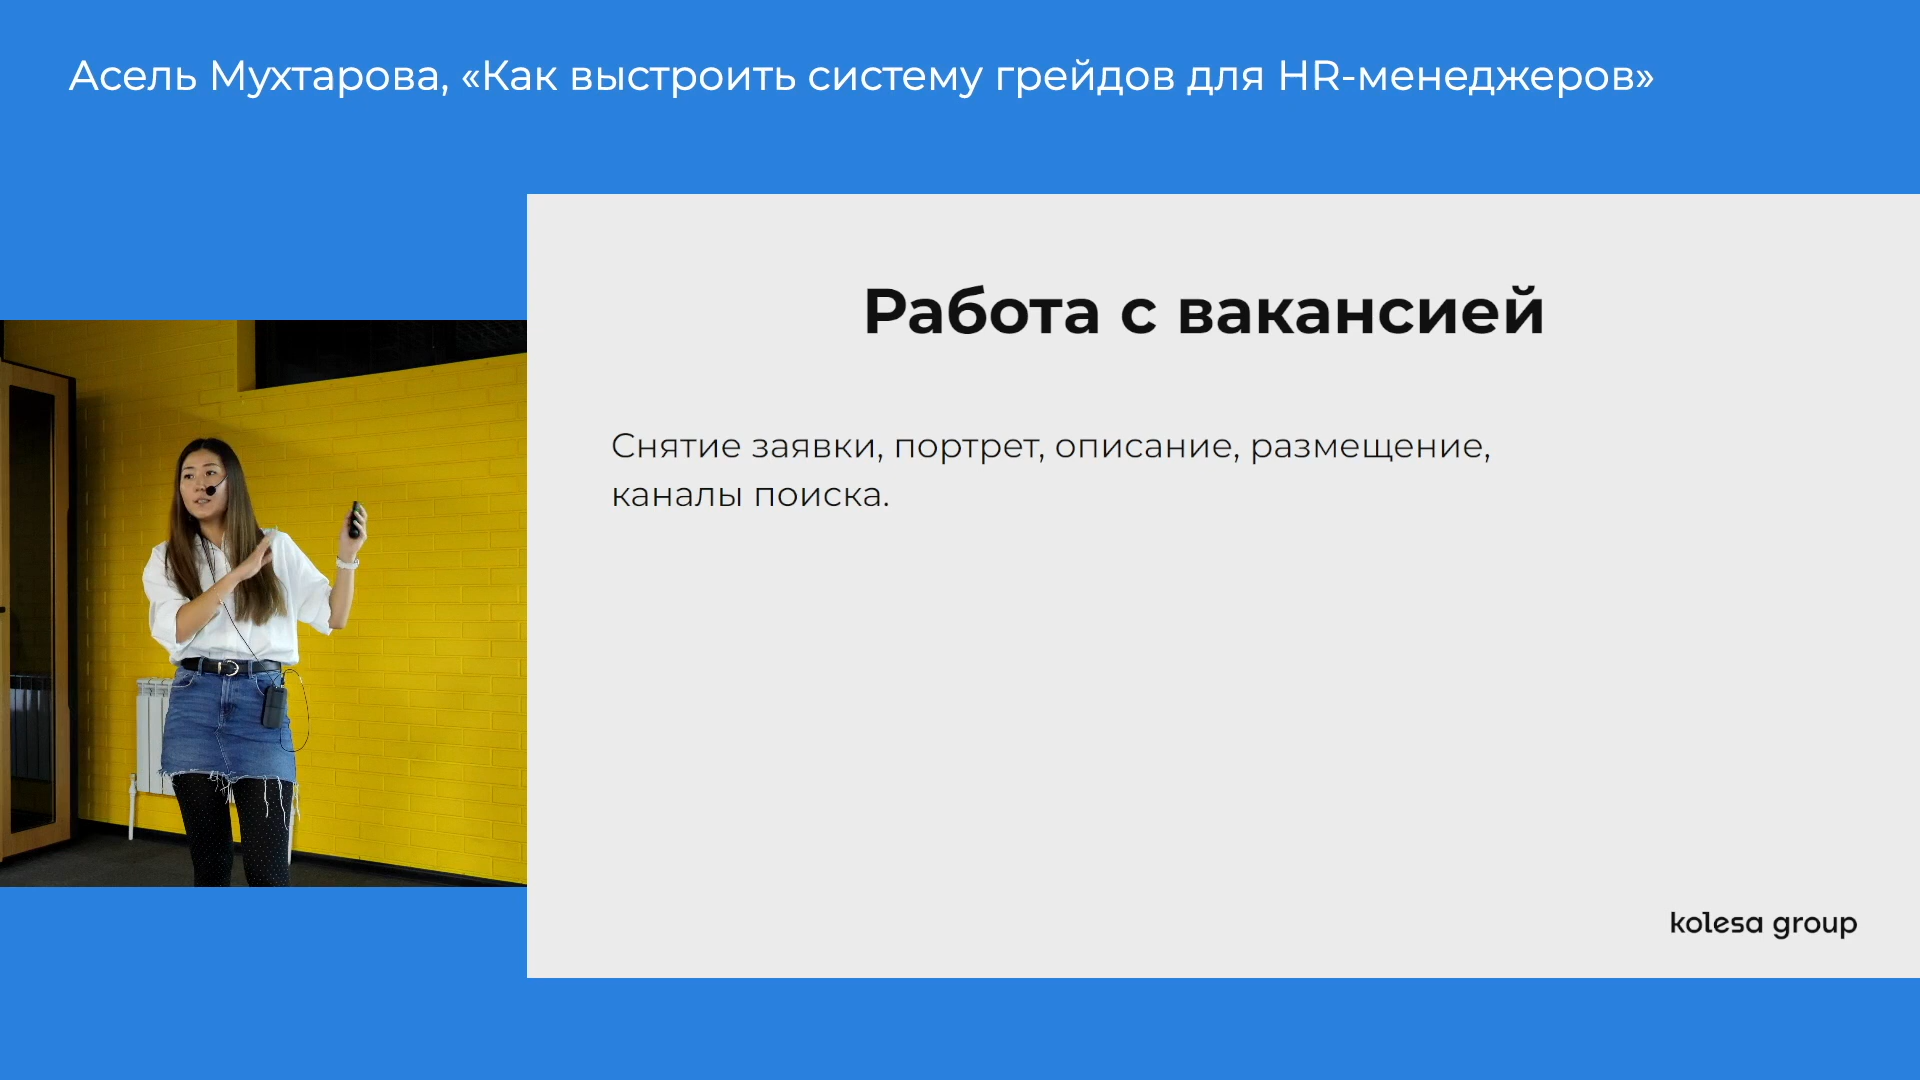 Асель Мухтарова, «Как выстроить систему грейдов для HR-менеджеров»
Работа с вакансией
Снятие заявки, портрет, описание, размещение,
каналы поиска.
kolesa group